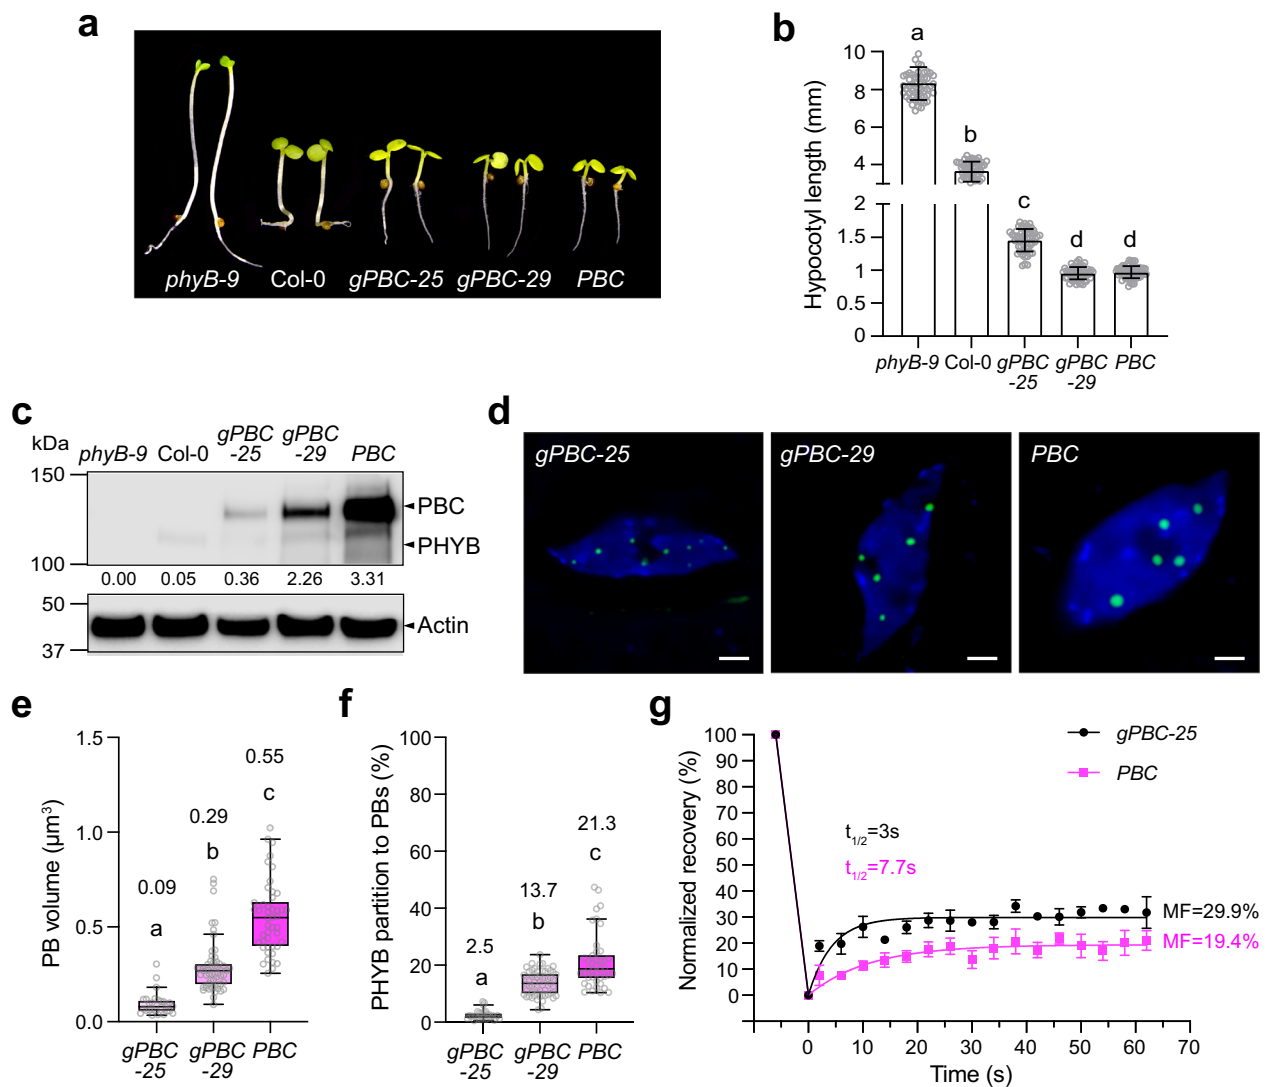 a
phyB-9 Col-0 gPBC-25 gPBC-29 PBC
b
Hypocotyl length (mm)
10
8
6
4
2
1.5
1
0.5
0
a
b
c
d
d
phyB-9 Col-0 gPBC gPBC PBC
-25 -29
c
kDa
phyB-9 Col-0 gPBC gPBC PBC
-25 -29
150
100
PBC
PHYB
0.00 0.05 0.36 2.26 3.31
50
37
Actin
d
gPBC-25
gPBC-29
PBC
e
PB volume (µm³)
1.5
1.0
0.5
0.0
0.09
a
0.29
b
0.55
c
gPBC gPBC PBC
-25 -29
f
PHYB partition to PBs (%)
100
80
60
40
20
0
2.5
a
13.7
b
21.3
c
gPBC gPBC PBC
-25 -29
g
Normalized recovery (%)
100
90
80
70
60
50
40
30
20
10
0
gPBC-25
PBC
t1/2=3s
t1/2=7.7s
MF=29.9%
MF=19.4%
0 10 20 30 40 50 60 70
Time (s)